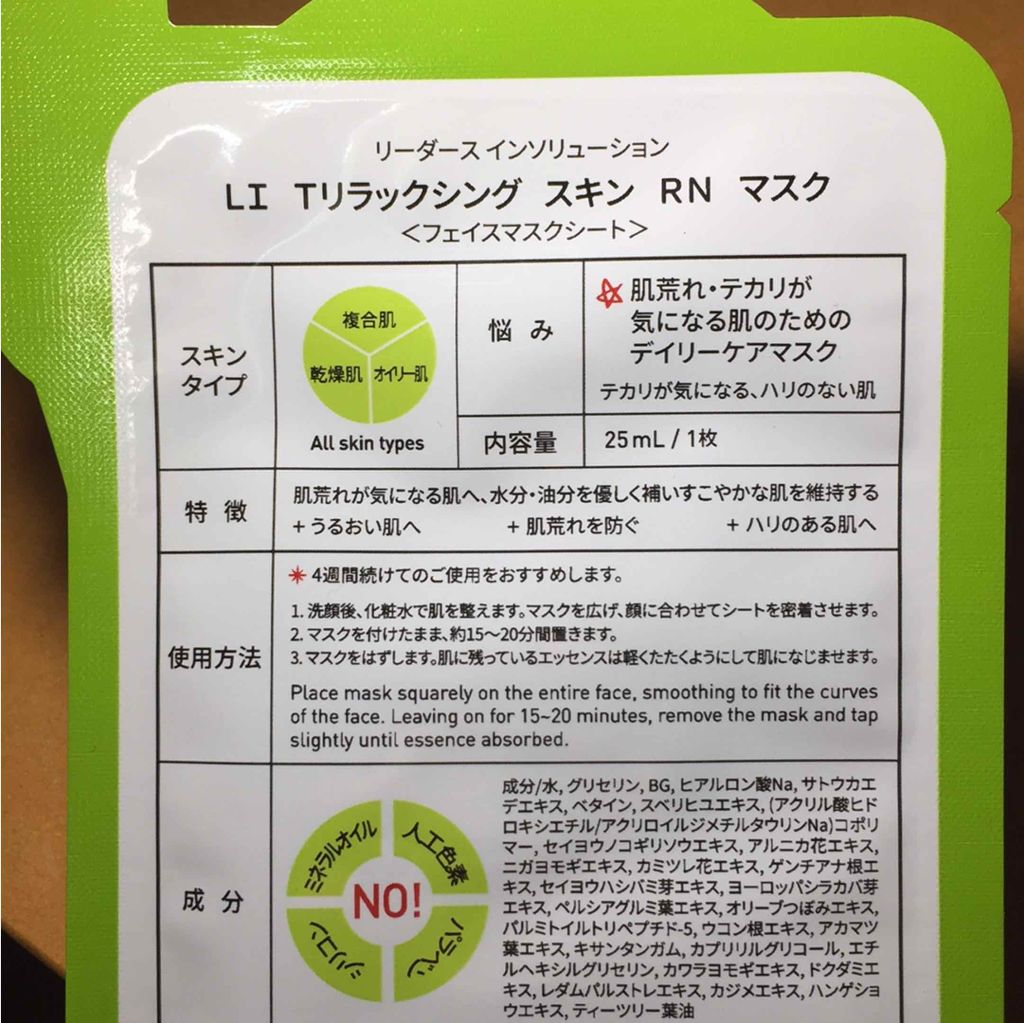 リーダース インソリューション
LI Tリラックシング スキン RN マスク
＜フェイスマスクシート＞
スキン
タイプ
複合肌
乾燥肌 オイリー肌
All skin types
悩 み
肌荒れ・テカリが
気になる肌のための
デイリーケアマスク
テカリが気になる、ハリのない肌
内容量
25mL / 1枚
特 徴
肌荒れが気になる肌へ、水分・油分を優しく補いすこやかな肌を維持する
+ うるおい肌へ + 肌荒れを防ぐ + ハリのある肌へ
使用方法
4週間続けてのご使用をおすすめします。
1. 洗顔後、化粧水で肌を整えます。マスクを広げ、顔に合わせてシートを密着させます。
2. マスクを付けたまま、約15〜20分間置きます。
3. マスクをはずします。肌に残っているエッセンスは軽くたたくようにして肌になじませます。
Place mask squarely on the entire face, smoothing to fit the curves
of the face. Leaving on for 15~20 minutes, remove the mask and tap
slightly until essence absorbed.
成 分
ミネラルオイル
人工色素
NO!
シリコン
パラベン
成分/水, グリセリン, BG, ヒアルロン酸Na, サトウカエ
デエキス, ベタイン, スベリヒユエキス, (アクリル酸ヒド
ロキシエチル/アクリロイルジメチルタウリンNa)コポリ
マー, セイヨウノコギリソウエキス, アルニカ花エキス,
ニガヨモギエキス, カミツレ花エキス, ゲンチアナ根エ
キス, セイヨウハシバミ芽エキス, ヨーロッパシラカバ芽
エキス, ペルシアグルミ葉エキス, オリーブつぼみエキス,
パルミトイルトリペプチド-5, ウコン根エキス, アカマツ
葉エキス, キサンタンガム, カプリリルグリコール, エチ
ルヘキシルグリセリン, カワラヨモギエキス, ドクダミエ
キス, レダムパルストレエキス, カジメエキス, ハンゲショ
ウエキス, ティーツリー葉油